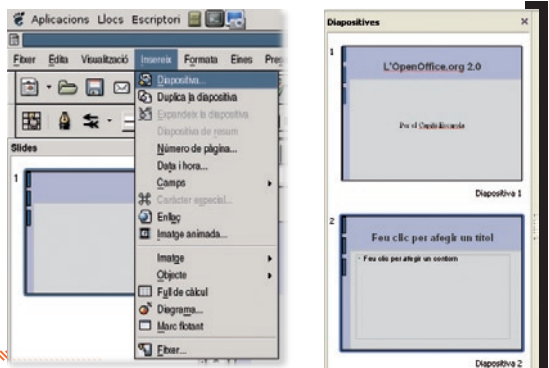 Aplicacions Llocs Escriptori
Fitxer Edita Visualització Insereix Formata Eines Pres
Diapositiva...
Duplica la diapositiva
Expandeix la diapositiva
Diapositiva de resum
Número de pàgina...
Data i hora...
Camps
Caràcter especial...
Enllaç
Imatge animada...
Imatge
Objecte
Full de càlcul
Diagrama...
Marc flotant
Fitxer...
Slides
1
Diapositives
1
L'OpenOffice.org 2.0
Per el
Diapositiva 1
2
Feu clic per afegir un títol
Feu clic per afegir un contorn
Diapositiva 2